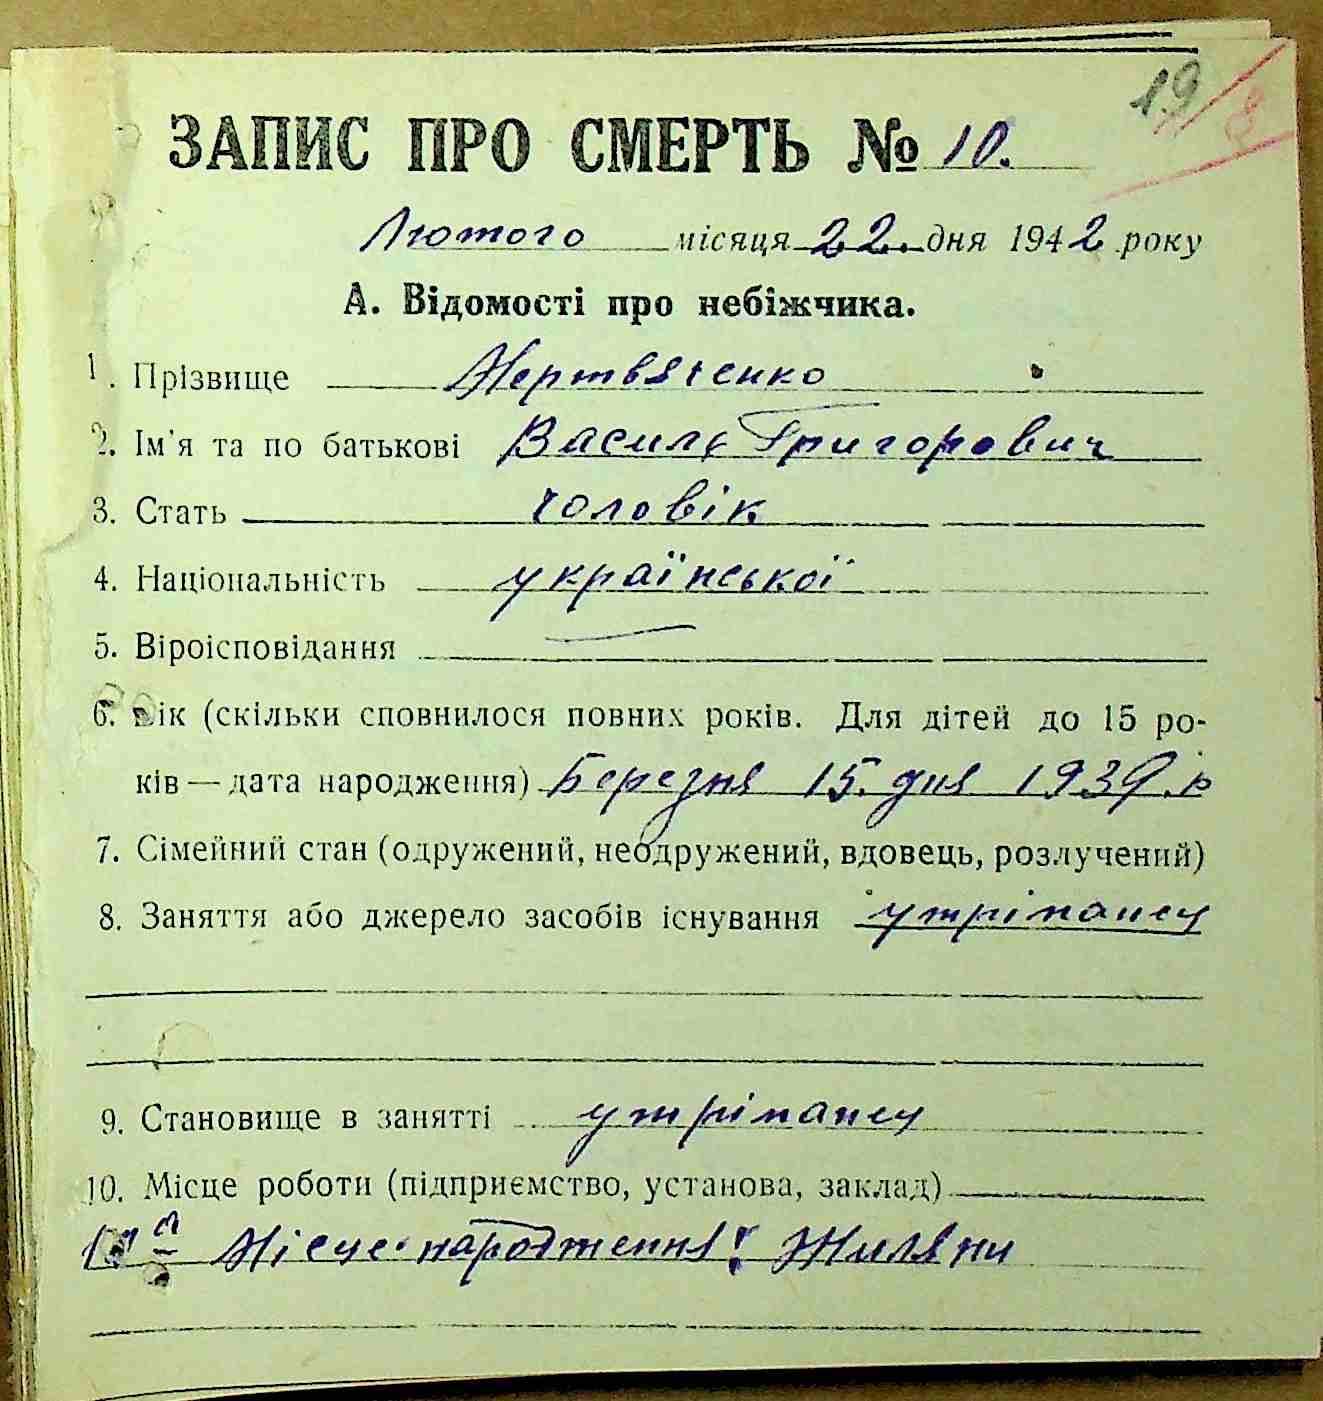 19/8
ЗАПИС ПРО СМЕРТЬ № 10.
Лютого місяця 22. дня 1942 року
А. Відомості про небіжчика.
1. Прізвище Мертвяченко
2. Ім'я та по батькові Василь Григорович
3. Стать чоловік
4. Національність української
5. Віроісповідання —
6. Вік (скільки сповнилося повних років. Для дітей до 15 ро-
ків — дата народження) Березня 15. дня 1939. р
7. Сімейний стан (одружений, неодружений, вдовець, розлучений)
8. Заняття або джерело засобів існування утріманец
9. Становище в занятті утріманец
10. Місце роботи (підприємство, установа, заклад)
Місце народження: Жиляни